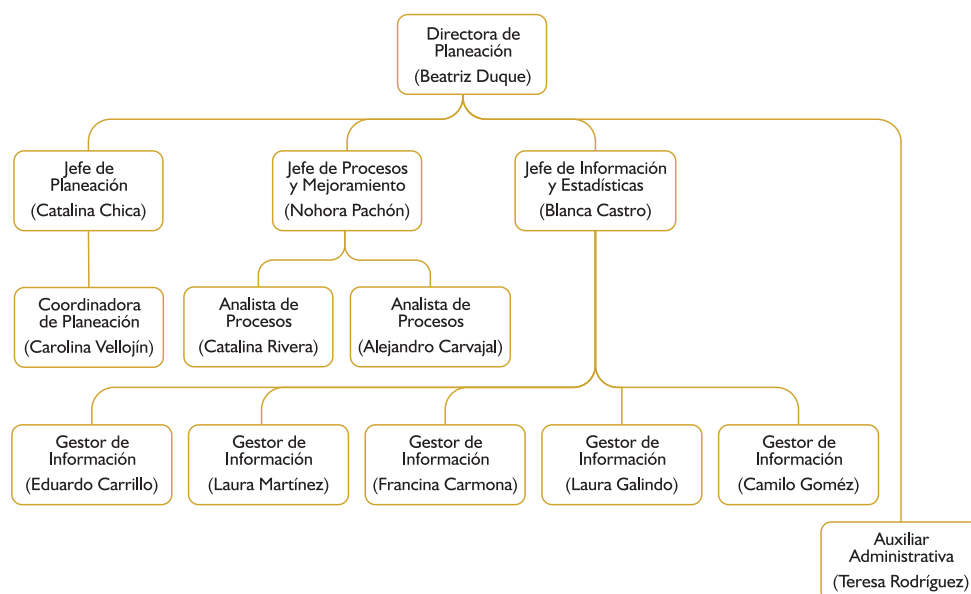 Directora de
Planeación
(Beatriz Duque)
Jefe de
Planeación
(Catalina Chica)
Jefe de Procesos
y Mejoramiento
(Nohora Pachón)
Jefe de Información
y Estadísticas
(Blanca Castro)
Coordinadora
de Planeación
(Carolina Vellojín)
Analista de
Procesos
(Catalina Rivera)
Analista de
Procesos
(Alejandro Carvajal)
Gestor de
Información
(Eduardo Carrillo)
Gestor de
Información
(Laura Martínez)
Gestor de
Información
(Francina Carmona)
Gestor de
Información
(Laura Galindo)
Gestor de
Información
(Camilo Goméz)
Auxiliar
Administrativa
(Teresa Rodríguez)